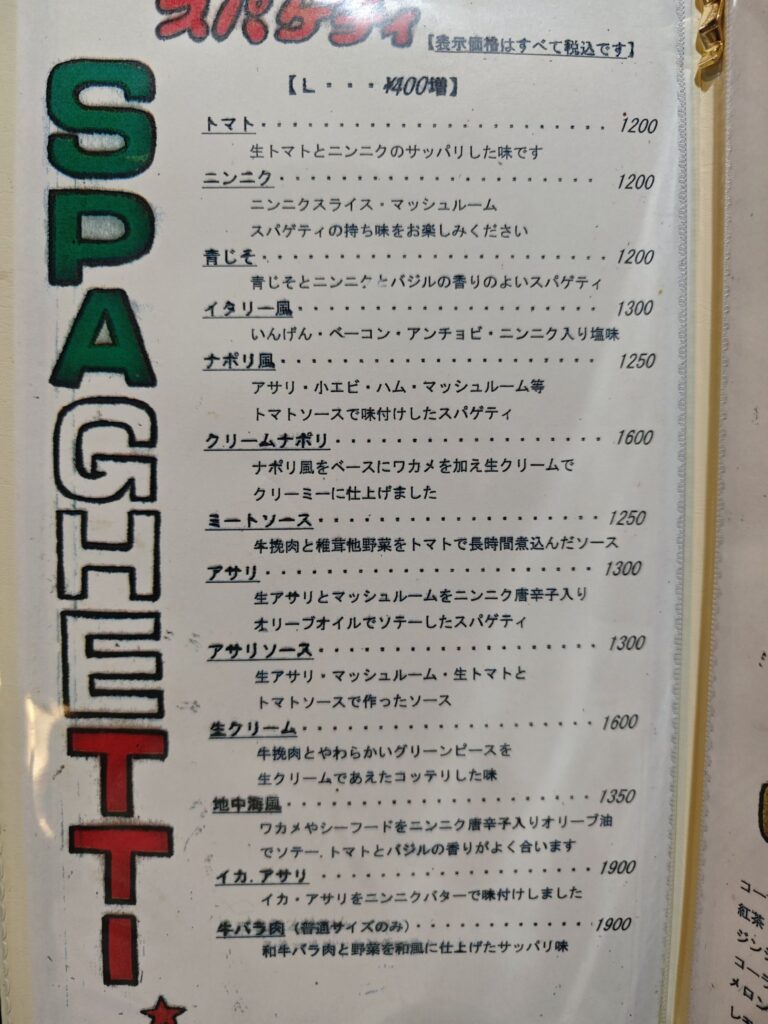 スパゲティ
【表示価格はすべて税込です】
【L・・・¥400増】
SPAGHETTI
トマト・・・・・・・・・・・・・・・・・・・・・・1200
生トマトとニンニクのサッパリした味です
ニンニク・・・・・・・・・・・・・・・・・・・・1200
ニンニクスライス・マッシュルーム
スパゲティの持ち味をお楽しみください
青じそ・・・・・・・・・・・・・・・・・・・・・・1200
青じそとニンニクとバジルの香りのよいスパゲティ
イタリー風・・・・・・・・・・・・・・・・・・・1300
いんげん・ベーコン・アンチョビ・ニンニク入り塩味
ナポリ風・・・・・・・・・・・・・・・・・・・・1250
アサリ・小エビ・ハム・マッシュルーム等
トマトソースで味付けしたスパゲティ
クリームナポリ・・・・・・・・・・・・・・・・・1600
ナポリ風をベースにワカメを加え生クリームで
クリーミーに仕上げました
ミートソース・・・・・・・・・・・・・・・・・・1250
牛挽肉と椎茸他野菜をトマトで長時間煮込んだソース
アサリ・・・・・・・・・・・・・・・・・・・・・・1300
生アサリとマッシュルームをニンニク唐辛子入り
オリーブオイルでソテーしたスパゲティ
アサリソース・・・・・・・・・・・・・・・・・・1300
生アサリ・マッシュルーム・生トマトと
トマトソースで作ったソース
生クリーム・・・・・・・・・・・・・・・・・・・1600
牛挽肉とやわらかいグリーンピースを
生クリームであえたコッテリした味
地中海風・・・・・・・・・・・・・・・・・・・・1350
ワカメやシーフードをニンニク唐辛子入りオリーブ油
でソテー.トマトとバジルの香りがよく合います
イカ.アサリ・・・・・・・・・・・・・・・・・・1900
イカ・アサリをニンニクバターで味付けしました
牛バラ肉(普通サイズのみ)・・・・・・・・・・・1900
和牛バラ肉と野菜を和風に仕上げたサッパリ味
コー
紅茶
ジン
コーラ
メロン